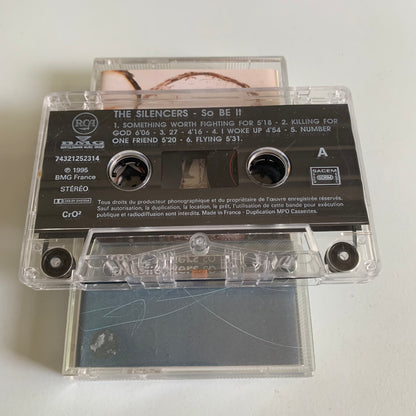 THE SILENCERS - So BE It
1. SOMETHING WORTH FIGHTING FOR 5'18 - 2. KILLING FOR
GOD 6'06 - 3. 27 - 4'16 - 4. I WOKE UP 4'54 - 5. NUMBER
ONE FRIEND 5'20 - 6. FLYING 5'31.
RCA
BMG
74321252314
℗ 1995
BMG France
STÉRÉO
A
SACEM
DOLBY
CrO²
Tous droits du producteur phonographique et du propriétaire de l'œuvre enregistrée réservés.
Sauf autorisation, la duplication, la location, le prêt, l'utilisation de cette bande pour exécution
publique et radiodiffusion sont interdits. Made in France - Duplication MPO Cassettes.
Silencers